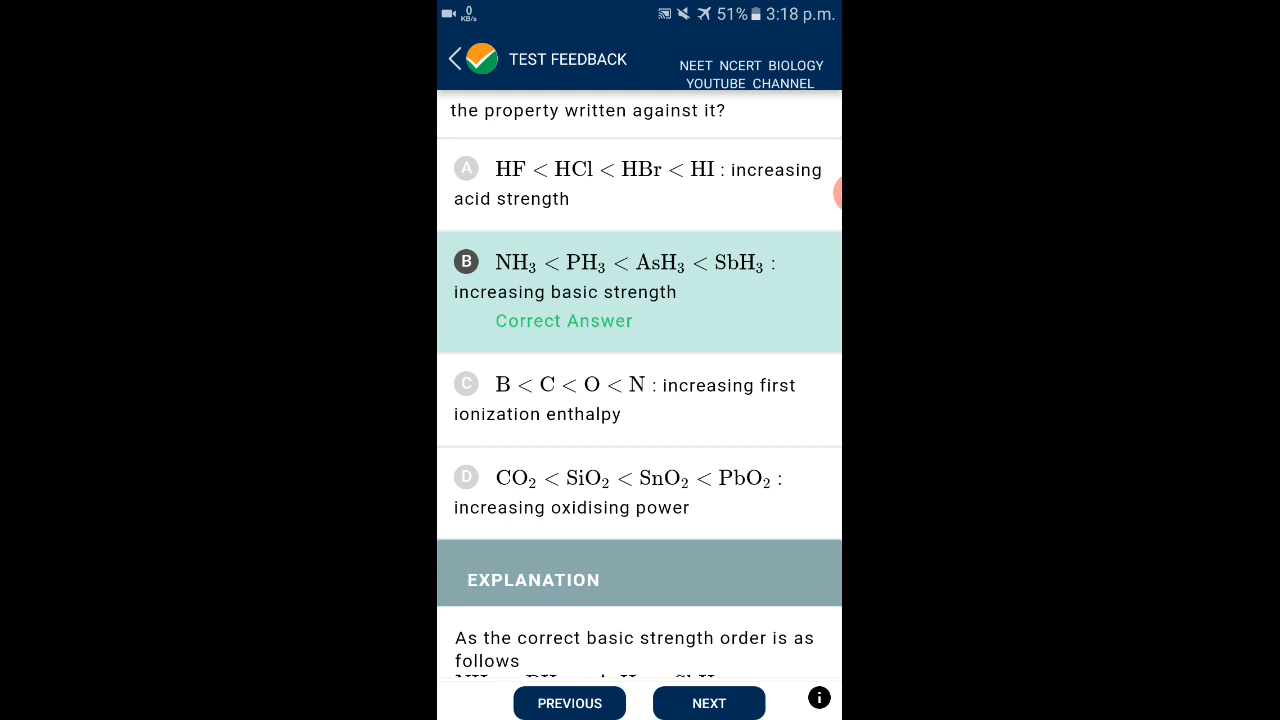 0
KB/s
51% 3:18 p.m.
TEST FEEDBACK
NEET NCERT BIOLOGY
YOUTUBE CHANNEL
the property written against it?
A HF < HCl < HBr < HI : increasing
acid strength
B NH₃ < PH₃ < AsH₃ < SbH₃ :
increasing basic strength
Correct Answer
C B < C < O < N : increasing first
ionization enthalpy
D CO₂ < SiO₂ < SnO₂ < PbO₂ :
increasing oxidising power
EXPLANATION
As the correct basic strength order is as
follows
PREVIOUS NEXT i